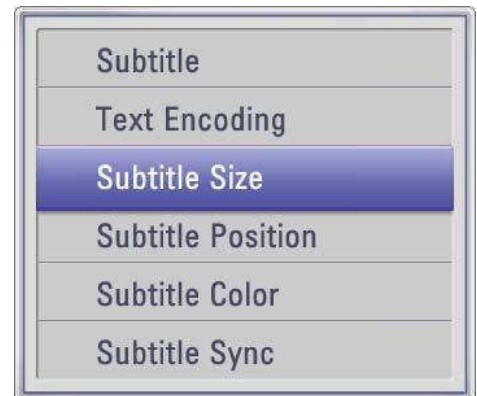 Subtitle
Text Encoding
Subtitle Size
Subtitle Position
Subtitle Color
Subtitle Sync